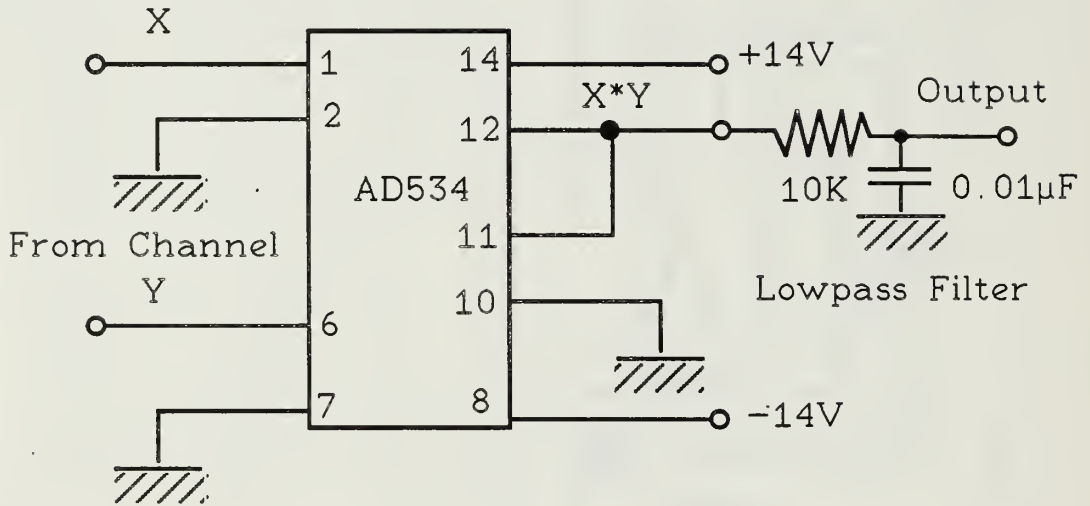 X
1
14
+14V
2
X*Y
Output
12
AD534
10K
0.01µF
From Channel
11
Y
10
Lowpass Filter
6
7
8
-14V